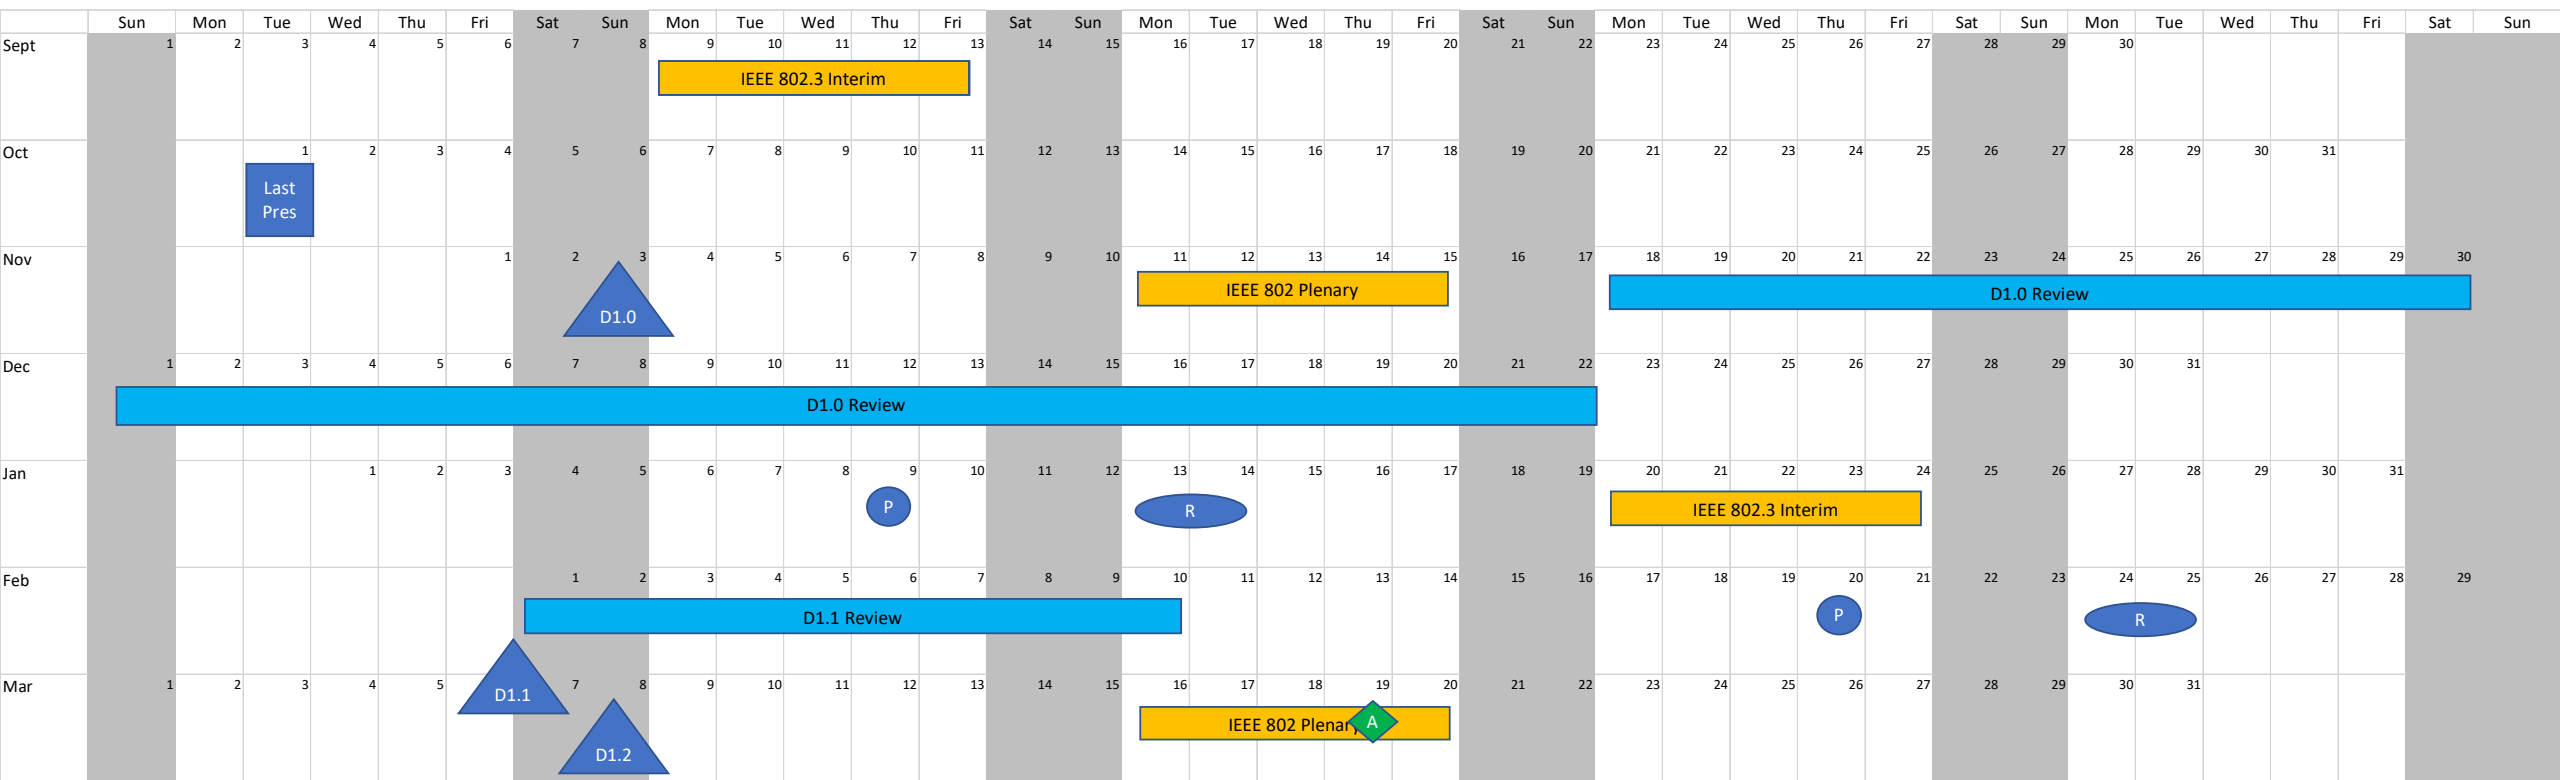 Sun Mon Tue Wed Thu Fri Sat Sun Mon Tue Wed Thu Fri Sat Sun Mon Tue Wed Thu Fri Sat Sun Mon Tue Wed Thu Fri Sat Sun Mon Tue Wed Thu Fri Sat Sun
Sept 1 2 3 4 5 6 7 8 9 10 11 12 13 14 15 16 17 18 19 20 21 22 23 24 25 26 27 28 29 30
IEEE 802.3 Interim
Oct 1 2 3 4 5 6 7 8 9 10 11 12 13 14 15 16 17 18 19 20 21 22 23 24 25 26 27 28 29 30 31
Last
Pres
Nov 1 2 3 4 5 6 7 8 9 10 11 12 13 14 15 16 17 18 19 20 21 22 23 24 25 26 27 28 29 30
D1.0
IEEE 802 Plenary
D1.0 Review
Dec 1 2 3 4 5 6 7 8 9 10 11 12 13 14 15 16 17 18 19 20 21 22 23 24 25 26 27 28 29 30 31
D1.0 Review
Jan 1 2 3 4 5 6 7 8 9 10 11 12 13 14 15 16 17 18 19 20 21 22 23 24 25 26 27 28 29 30 31
P
R
IEEE 802.3 Interim
Feb 1 2 3 4 5 6 7 8 9 10 11 12 13 14 15 16 17 18 19 20 21 22 23 24 25 26 27 28 29
D1.1 Review
P
R
Mar 1 2 3 4 5 7 8 9 10 11 12 13 14 15 16 17 18 19 20 21 22 23 24 25 26 27 28 29 30 31
D1.1
D1.2
IEEE 802 Plenary
A